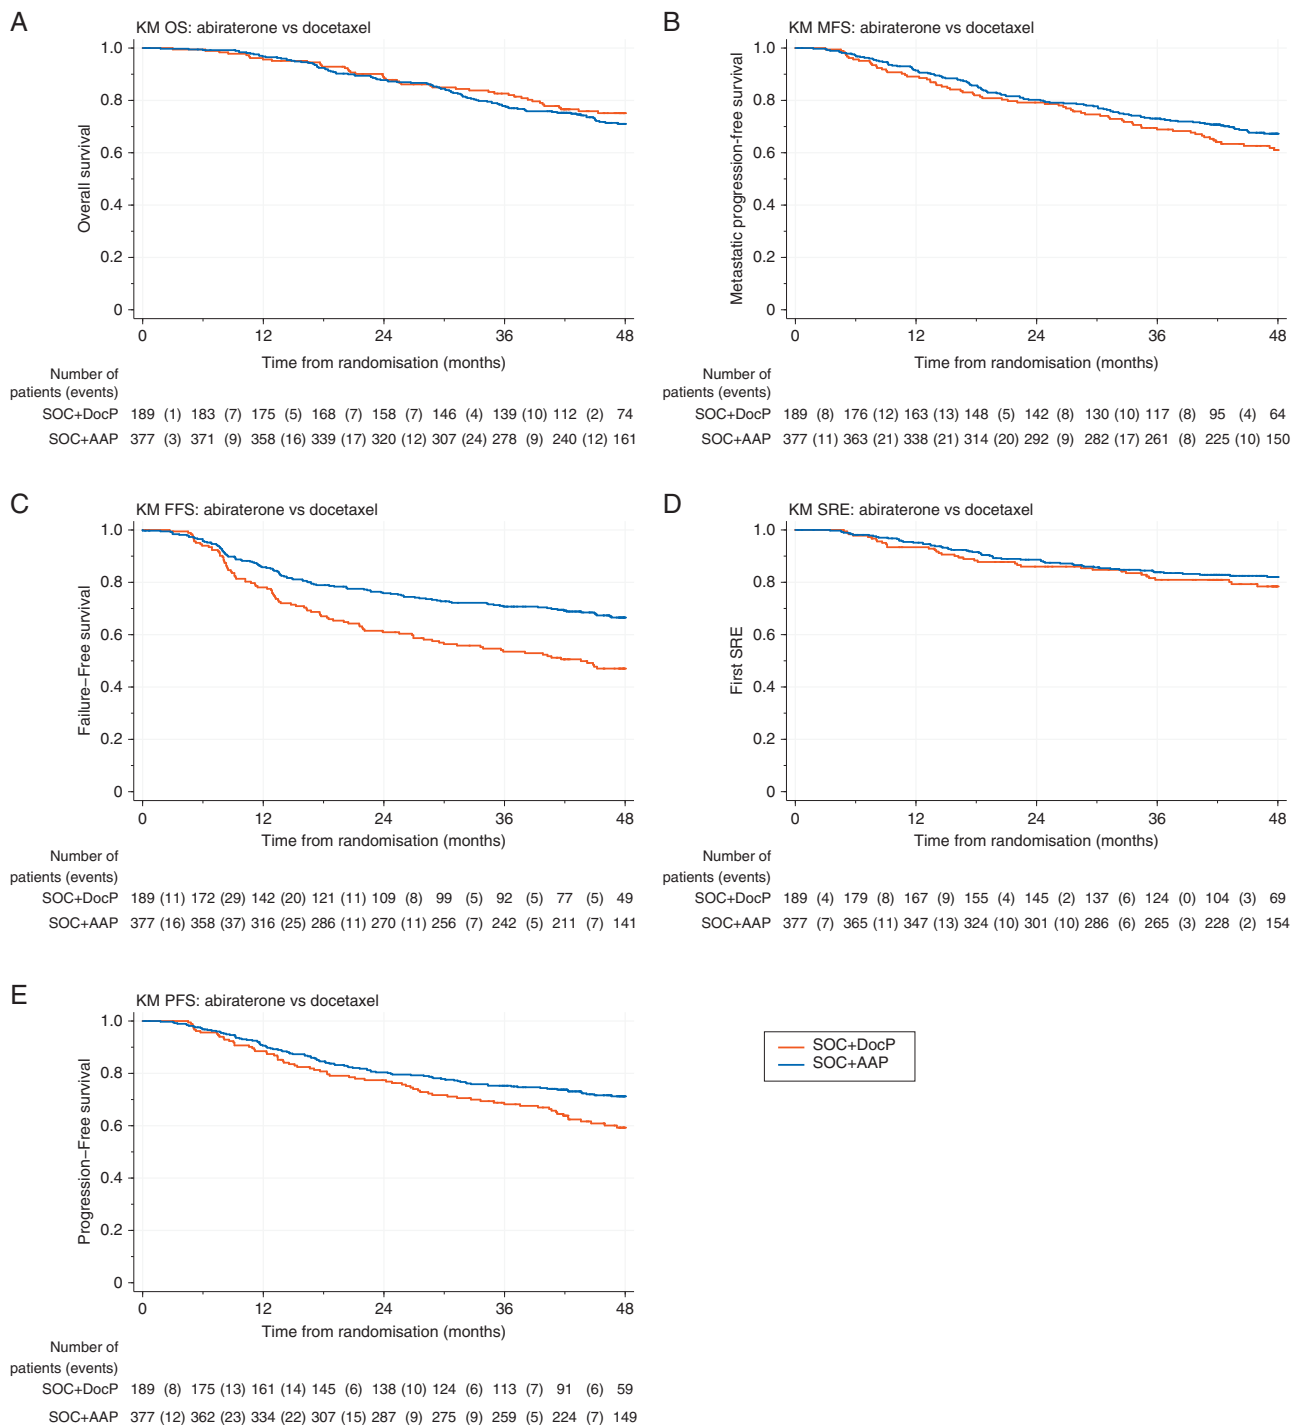 A
KM OS: abiraterone vs docetaxel
1.0
0.8
0.6
0.4
0.2
0
Overall survival
0 12 24 36 48
Time from randomisation (months)
Number of
patients (events)
SOC+DocP 189 (1) 183 (7) 175 (5) 168 (7) 158 (7) 146 (4) 139 (10) 112 (2) 74
SOC+AAP 377 (3) 371 (9) 358 (16) 339 (17) 320 (12) 307 (24) 278 (9) 240 (12) 161
B
KM MFS: abiraterone vs docetaxel
1.0
0.8
0.6
0.4
0.2
0
Metastatic progression-free survival
0 12 24 36 48
Time from randomisation (months)
Number of
patients (events)
SOC+DocP 189 (8) 176 (12) 163 (13) 148 (5) 142 (8) 130 (10) 117 (8) 95 (4) 64
SOC+AAP 377 (11) 363 (21) 338 (21) 314 (20) 292 (9) 282 (17) 261 (8) 225 (10) 150
C
KM FFS: abiraterone vs docetaxel
1.0
0.8
0.6
0.4
0.2
0
Failure–Free survival
0 12 24 36 48
Time from randomisation (months)
Number of
patients (events)
SOC+DocP 189 (11) 172 (29) 142 (20) 121 (11) 109 (8) 99 (5) 92 (5) 77 (5) 49
SOC+AAP 377 (16) 358 (37) 316 (25) 286 (11) 270 (11) 256 (7) 242 (5) 211 (7) 141
D
KM SRE: abiraterone vs docetaxel
1.0
0.8
0.6
0.4
0.2
0
First SRE
0 12 24 36 48
Time from randomisation (months)
Number of
patients (events)
SOC+DocP 189 (4) 179 (8) 167 (9) 155 (4) 145 (2) 137 (6) 124 (0) 104 (3) 69
SOC+AAP 377 (7) 365 (11) 347 (13) 324 (10) 301 (10) 286 (6) 265 (3) 228 (2) 154
E
KM PFS: abiraterone vs docetaxel
1.0
0.8
0.6
0.4
0.2
0
Progression–Free survival
0 12 24 36 48
Time from randomisation (months)
Number of
patients (events)
SOC+DocP 189 (8) 175 (13) 161 (14) 145 (6) 138 (10) 124 (6) 113 (7) 91 (6) 59
SOC+AAP 377 (12) 362 (23) 334 (22) 307 (15) 287 (9) 275 (9) 259 (5) 224 (7) 149
SOC+DocP
SOC+AAP